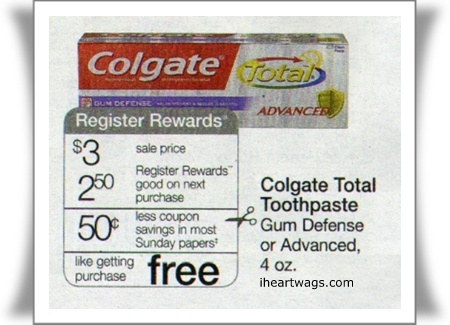 Colgate Total
GUM DEFENSE
ADVANCED
Register Rewards™
$3 sale price
2.50 Register Rewards™
good on next
purchase
50¢ less coupon
savings in most
Sunday papers‡
like getting
purchase free
Colgate Total
Toothpaste
Gum Defense
or Advanced,
4 oz.
iheartwags.com